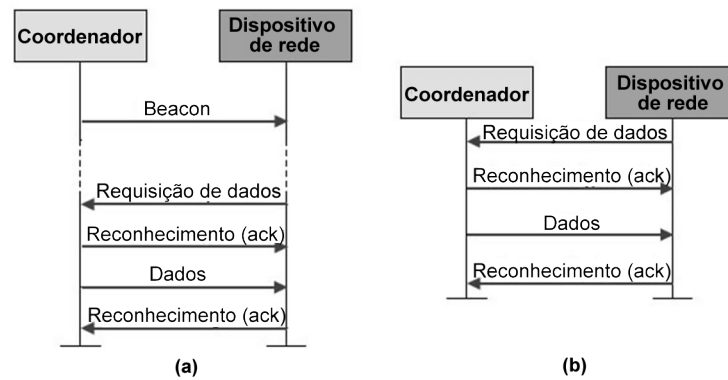 Coordenador
Dispositivo
de rede
Beacon
Requisição de dados
Reconhecimento (ack)
Dados
Reconhecimento (ack)
(a)
Coordenador
Dispositivo
de rede
Requisição de dados
Reconhecimento (ack)
Dados
Reconhecimento (ack)
(b)